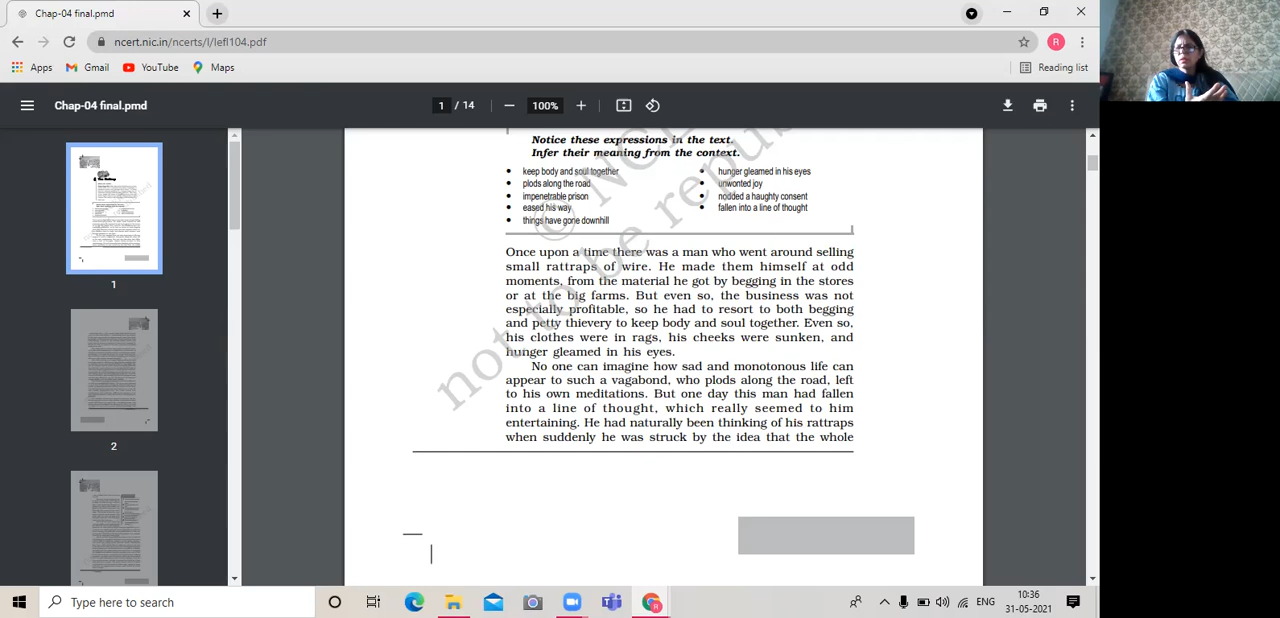 Chap-04 final.pmd
ncert.nic.in/ncerts/l/lefl104.pdf
R
Apps
Gmail
YouTube
Maps
Reading list
Chap-04 final.pmd
1 / 14
100%
Notice these expressions in the text.
Infer their meaning from the context.
keep body and soul together
plods along the road
impenetrable prison
eased his way
things have gone downhill
hunger gleamed in his eyes
unwonted joy
nodded a haughty consent
fallen into a line of thought
Once upon a time there was a man who went around selling
small rattraps of wire. He made them himself at odd
moments, from the material he got by begging in the stores
or at the big farms. But even so, the business was not
especially profitable, so he had to resort to both begging
and petty thievery to keep body and soul together. Even so,
his clothes were in rags, his cheeks were sunken, and
hunger gleamed in his eyes.
No one can imagine how sad and monotonous life can
appear to such a vagabond, who plods along the road, left
to his own meditations. But one day this man had fallen
into a line of thought, which really seemed to him
entertaining. He had naturally been thinking of his rattraps
when suddenly he was struck by the idea that the whole
not to be repub
© NC
1
2
Type here to search
ENG
10:36
31-05-2021